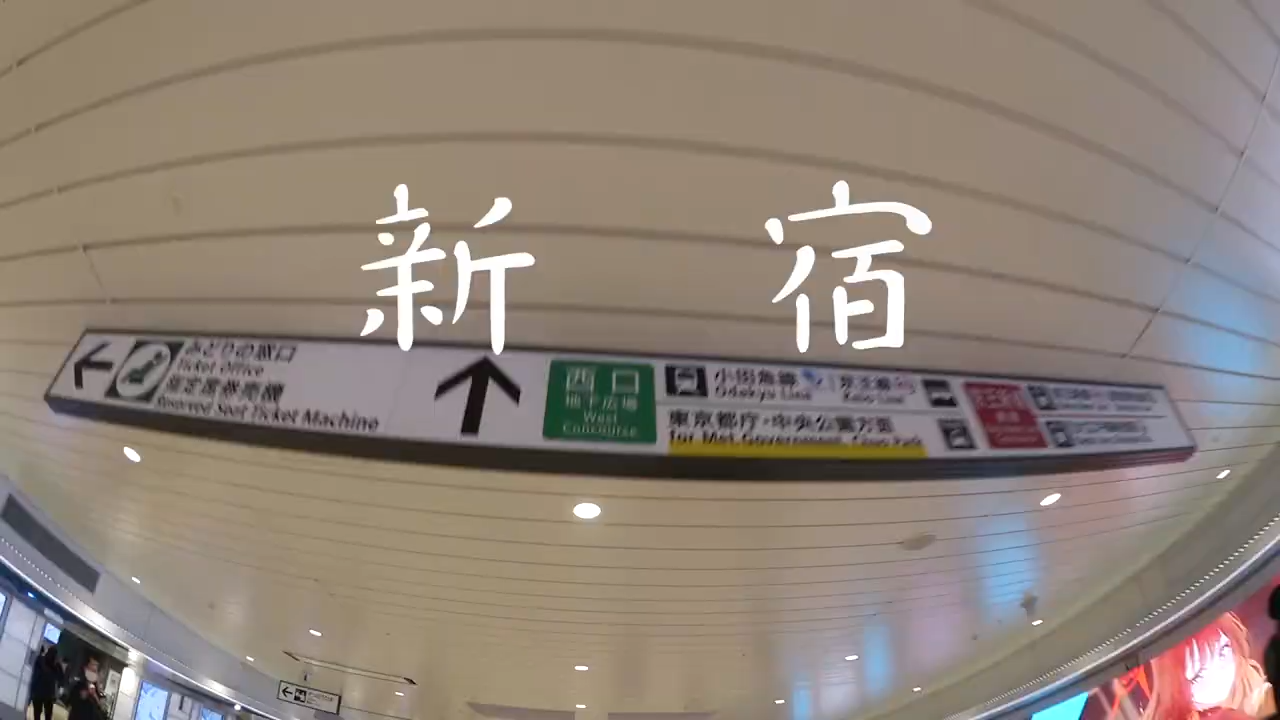 新宿
みどりの窓口
Ticket Office
指定席券売機
Reserved Seat Ticket Machine
西口
地下広場
West
Concourse
小田急線
Odakyu Line
京王線
Keio Line
東京都庁・中央公園方面
for Met. Government, Chuo Park